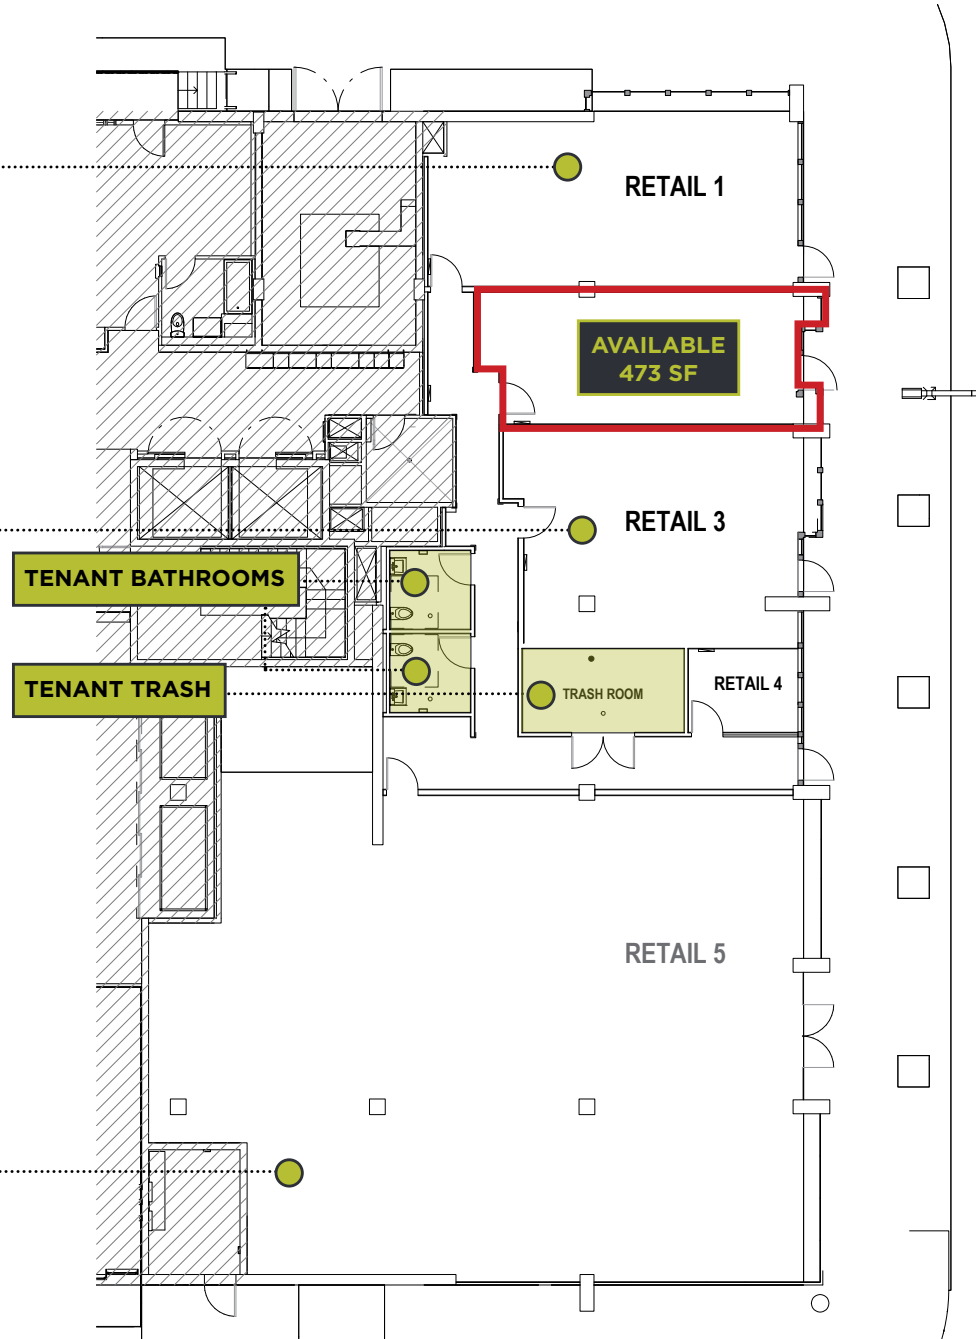 RETAIL 1
AVAILABLE
473 SF
RETAIL 3
TENANT BATHROOMS
TENANT TRASH
TRASH ROOM
RETAIL 4
RETAIL 5